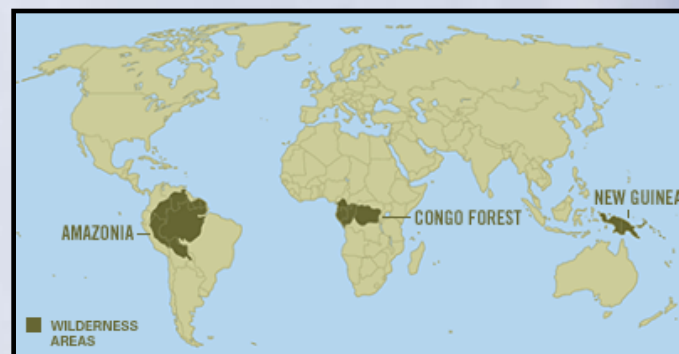 AMAZONIA
CONGO FOREST
NEW GUINEA
WILDERNESS
AREAS